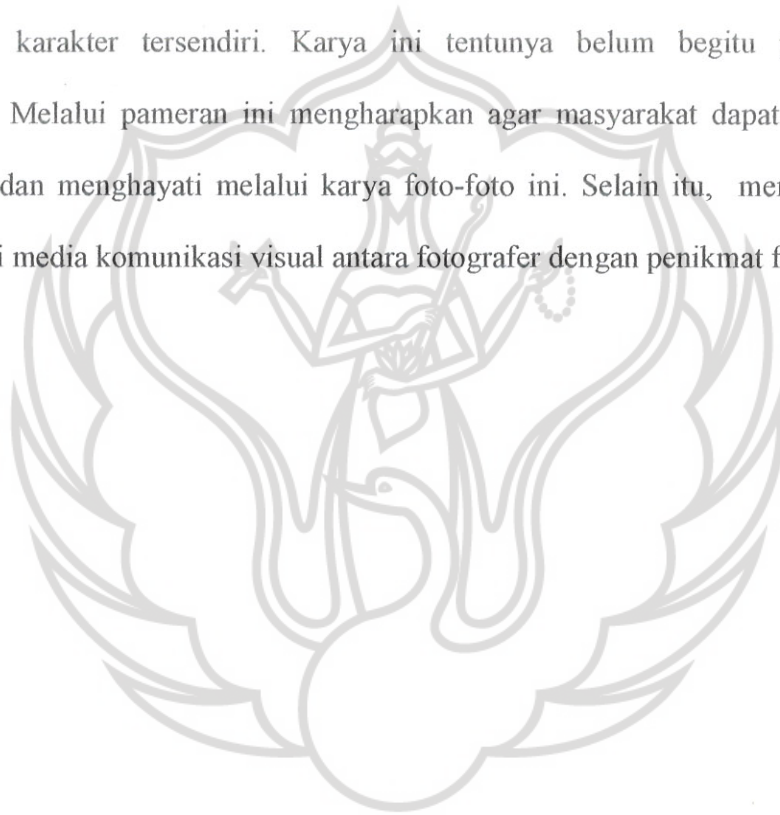 karakter tersendiri. Karya ini tentunya belum begitu
Melalui pameran ini mengharapkan agar masyarakat dapat
dan menghayati melalui karya foto-foto ini. Selain itu,
media komunikasi visual antara fotografer dengan penikmat